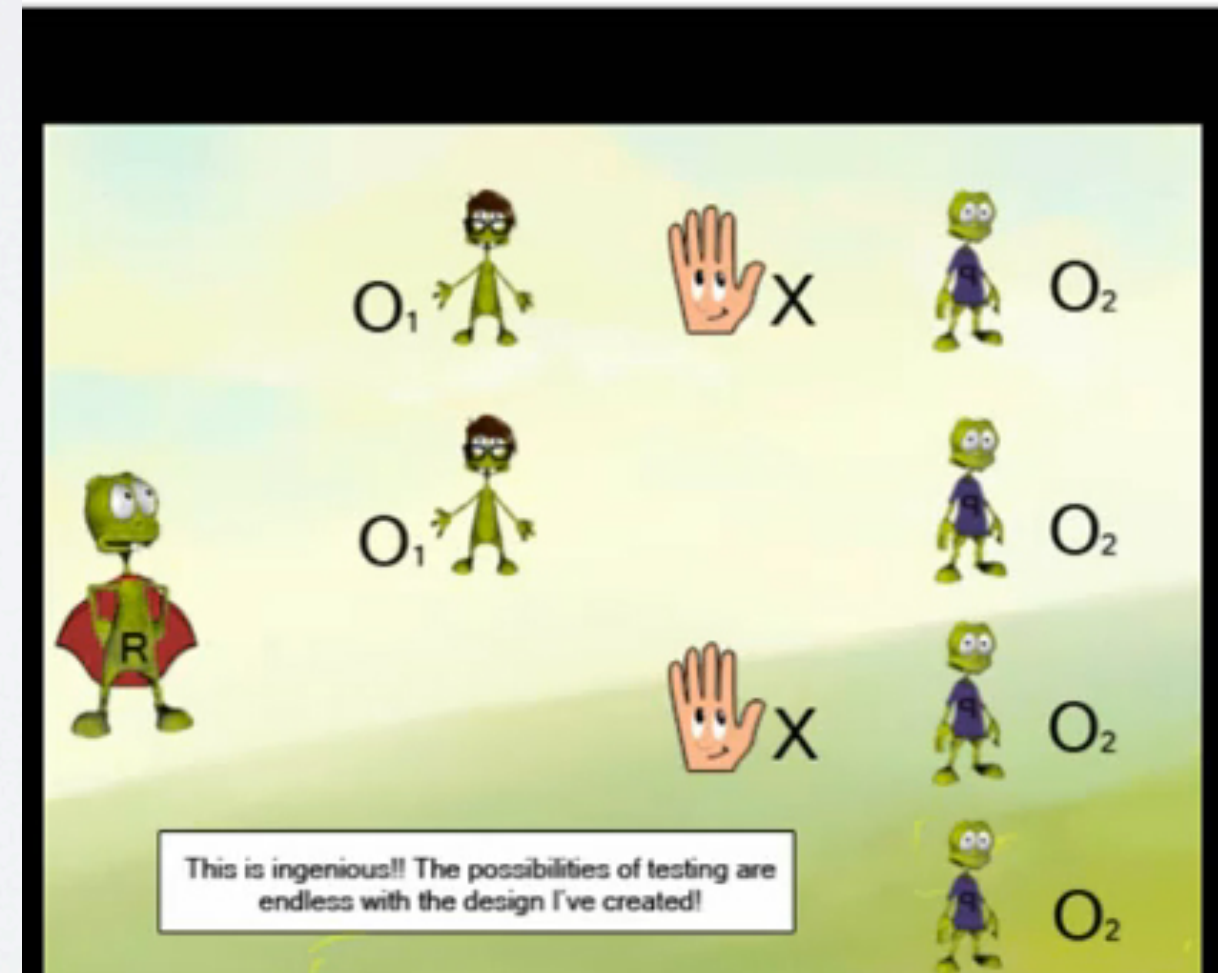 O₁ X O₂
O₁ O₂
R
X O₂
This is ingenious!! The possibilities of testing are
endless with the design I've created!
O₂